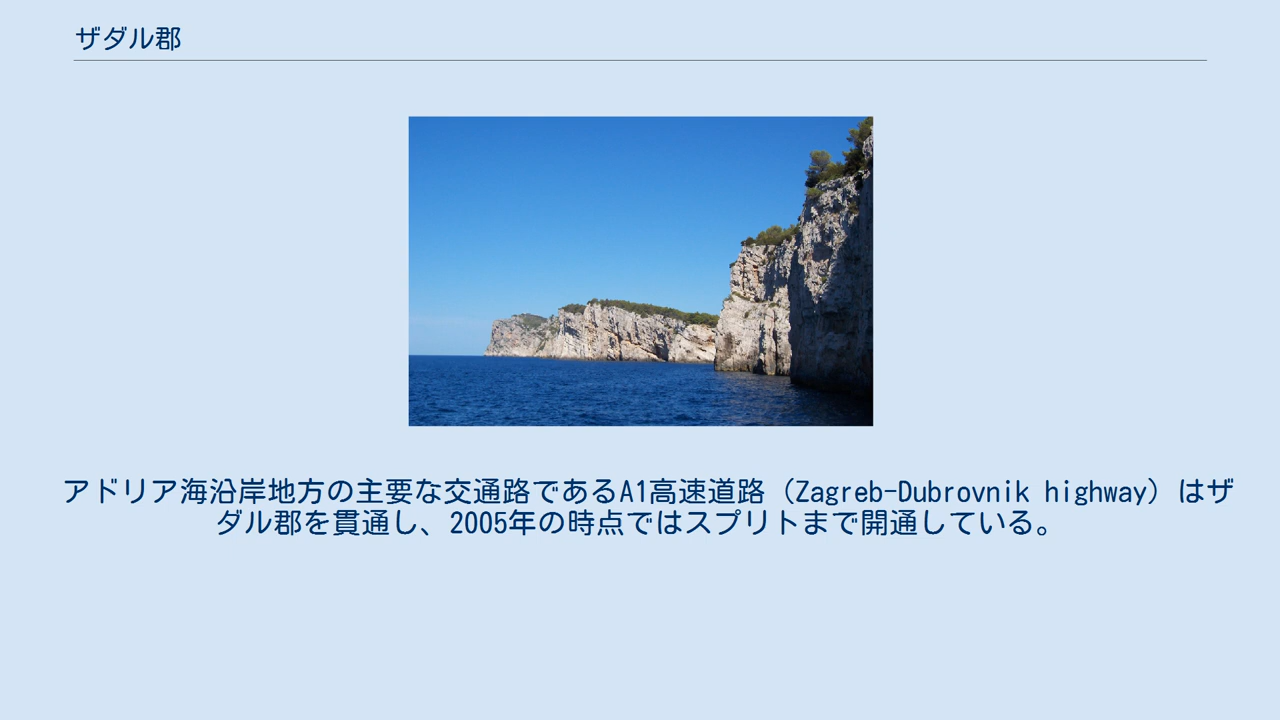 ザダル郡
アドリア海沿岸地方の主要な交通路であるA1高速道路（Zagreb-Dubrovnik highway）はザ
ダル郡を貫通し、2005年の時点ではスプリトまで開通している。